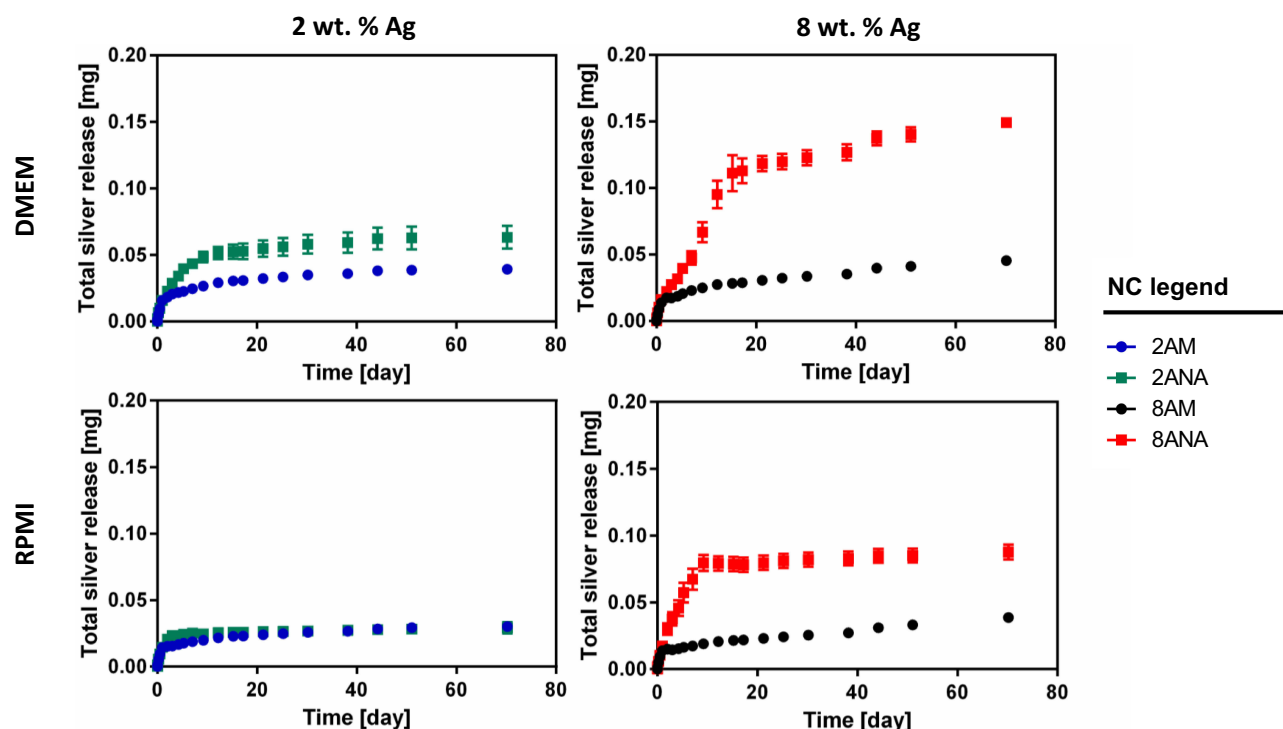 2 wt. % Ag
8 wt. % Ag
DMEM
Total silver release [mg]
0.20
0.15
0.10
0.05
0.00
0 20 40 60 80
Time [day]
Total silver release [mg]
0.20
0.15
0.10
0.05
0.00
0 20 40 60 80
Time [day]
RPMI
Total silver release [mg]
0.20
0.15
0.10
0.05
0.00
0 20 40 60 80
Time [day]
Total silver release [mg]
0.20
0.15
0.10
0.05
0.00
0 20 40 60 80
Time [day]
NC legend
2AM
2ANA
8AM
8ANA